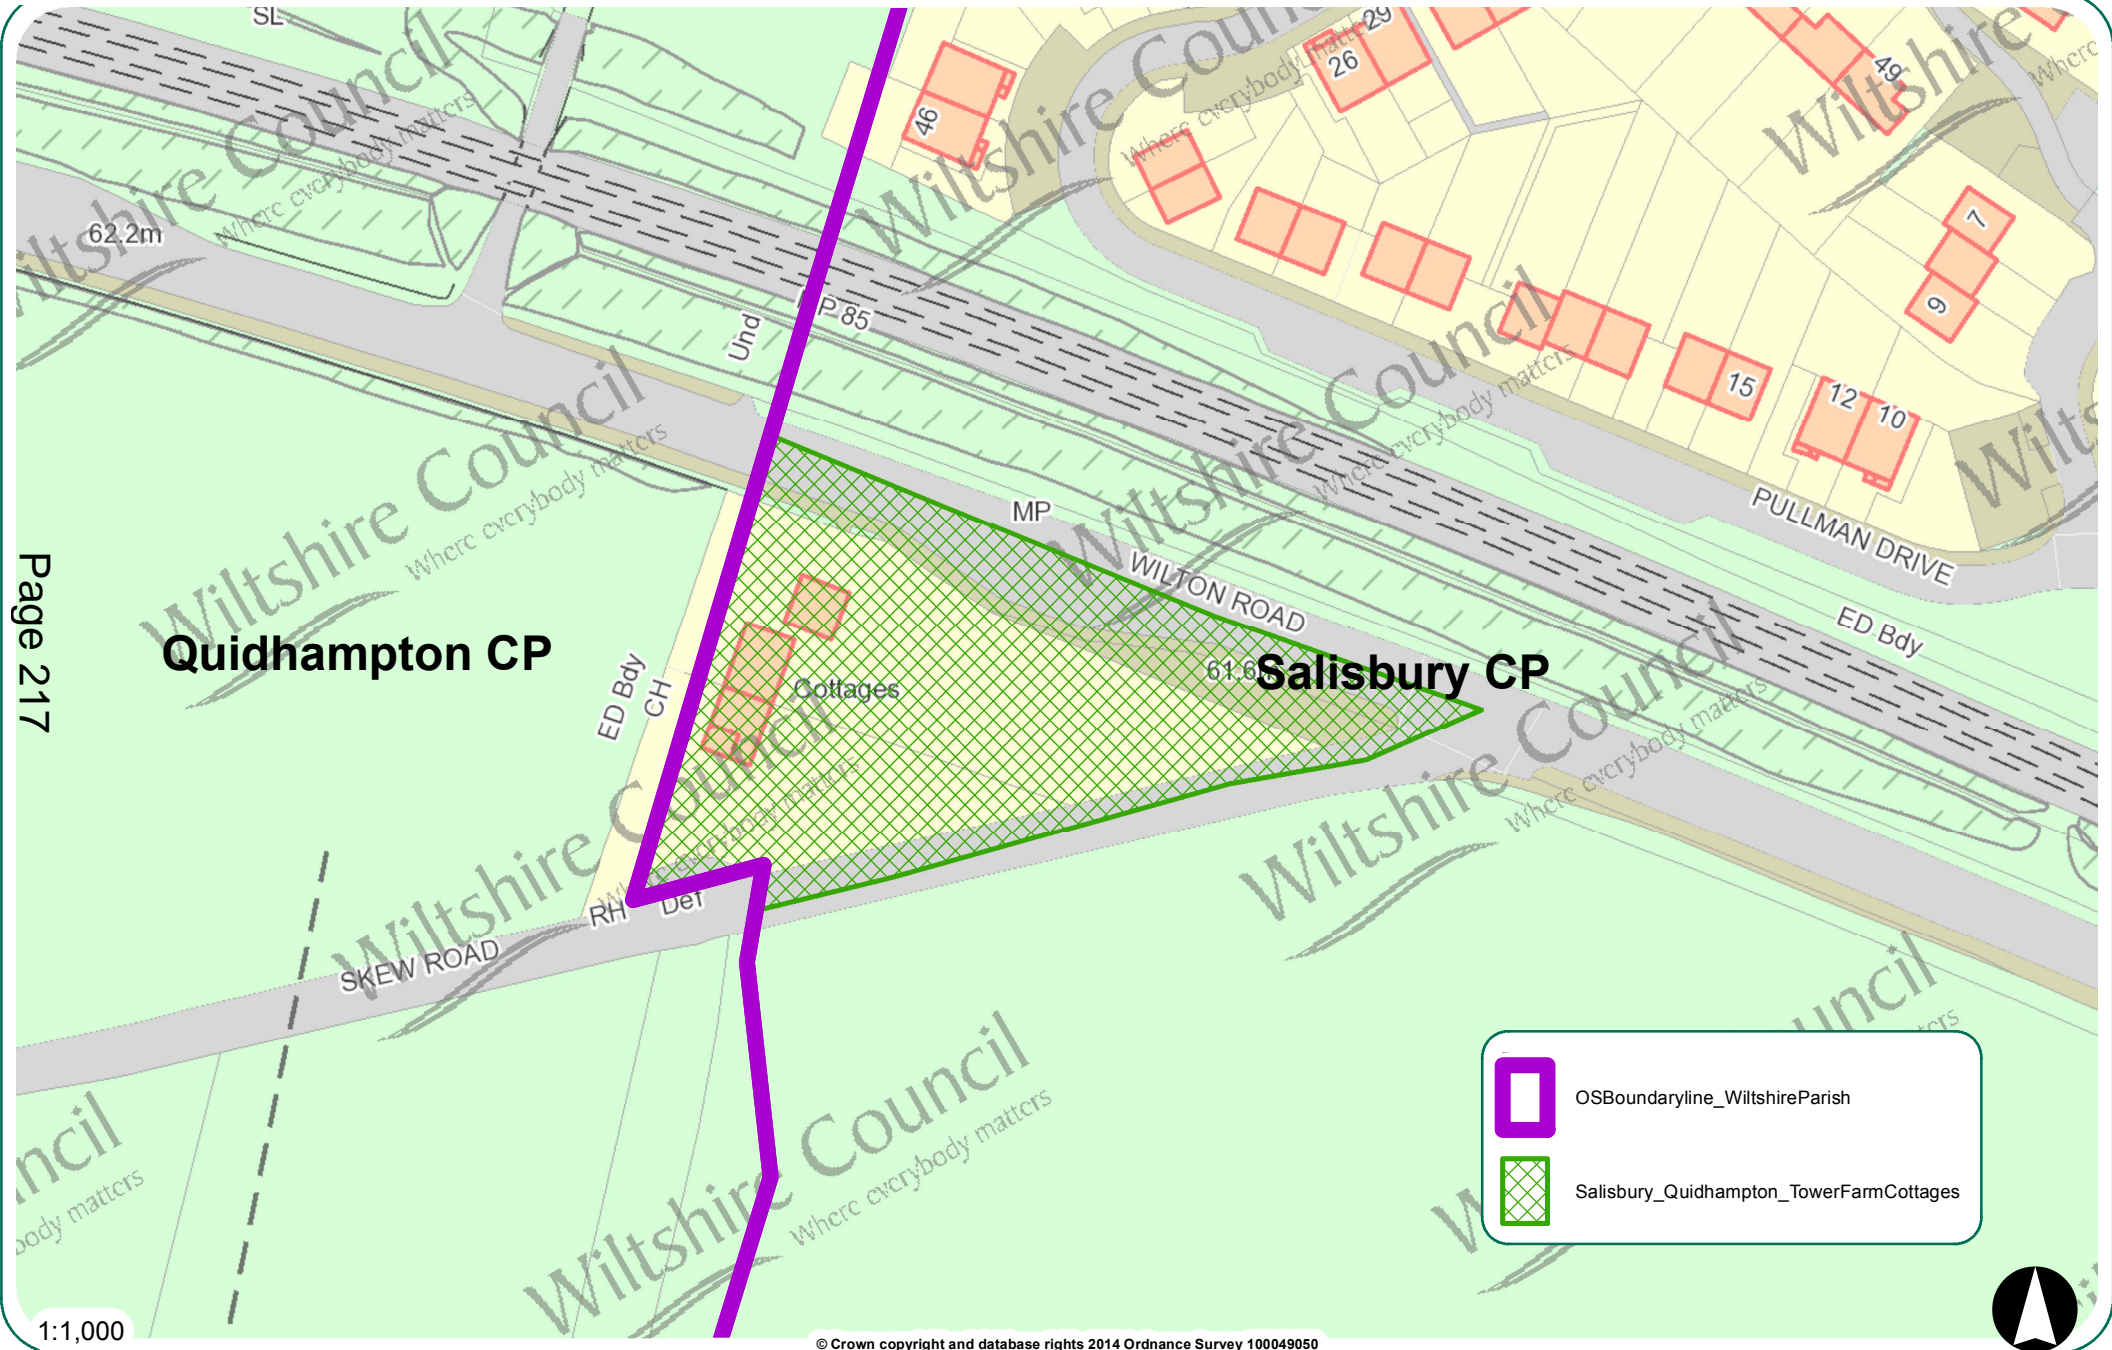 SL
29
26
49
46
62.2m
7
9
Und
P 85
15
12
10
MP
PULLMAN DRIVE
WILTON ROAD
ED Bdy
Page 217
Quidhampton CP
Salisbury CP
61.6
Cottages
ED Bdy
CH
RH
Def
SKEW ROAD
OSBoundaryline_WiltshireParish
Salisbury_Quidhampton_TowerFarmCottages
1:1,000
© Crown copyright and database rights 2014 Ordnance Survey 100049050
Wiltshire Council
Where everybody matters